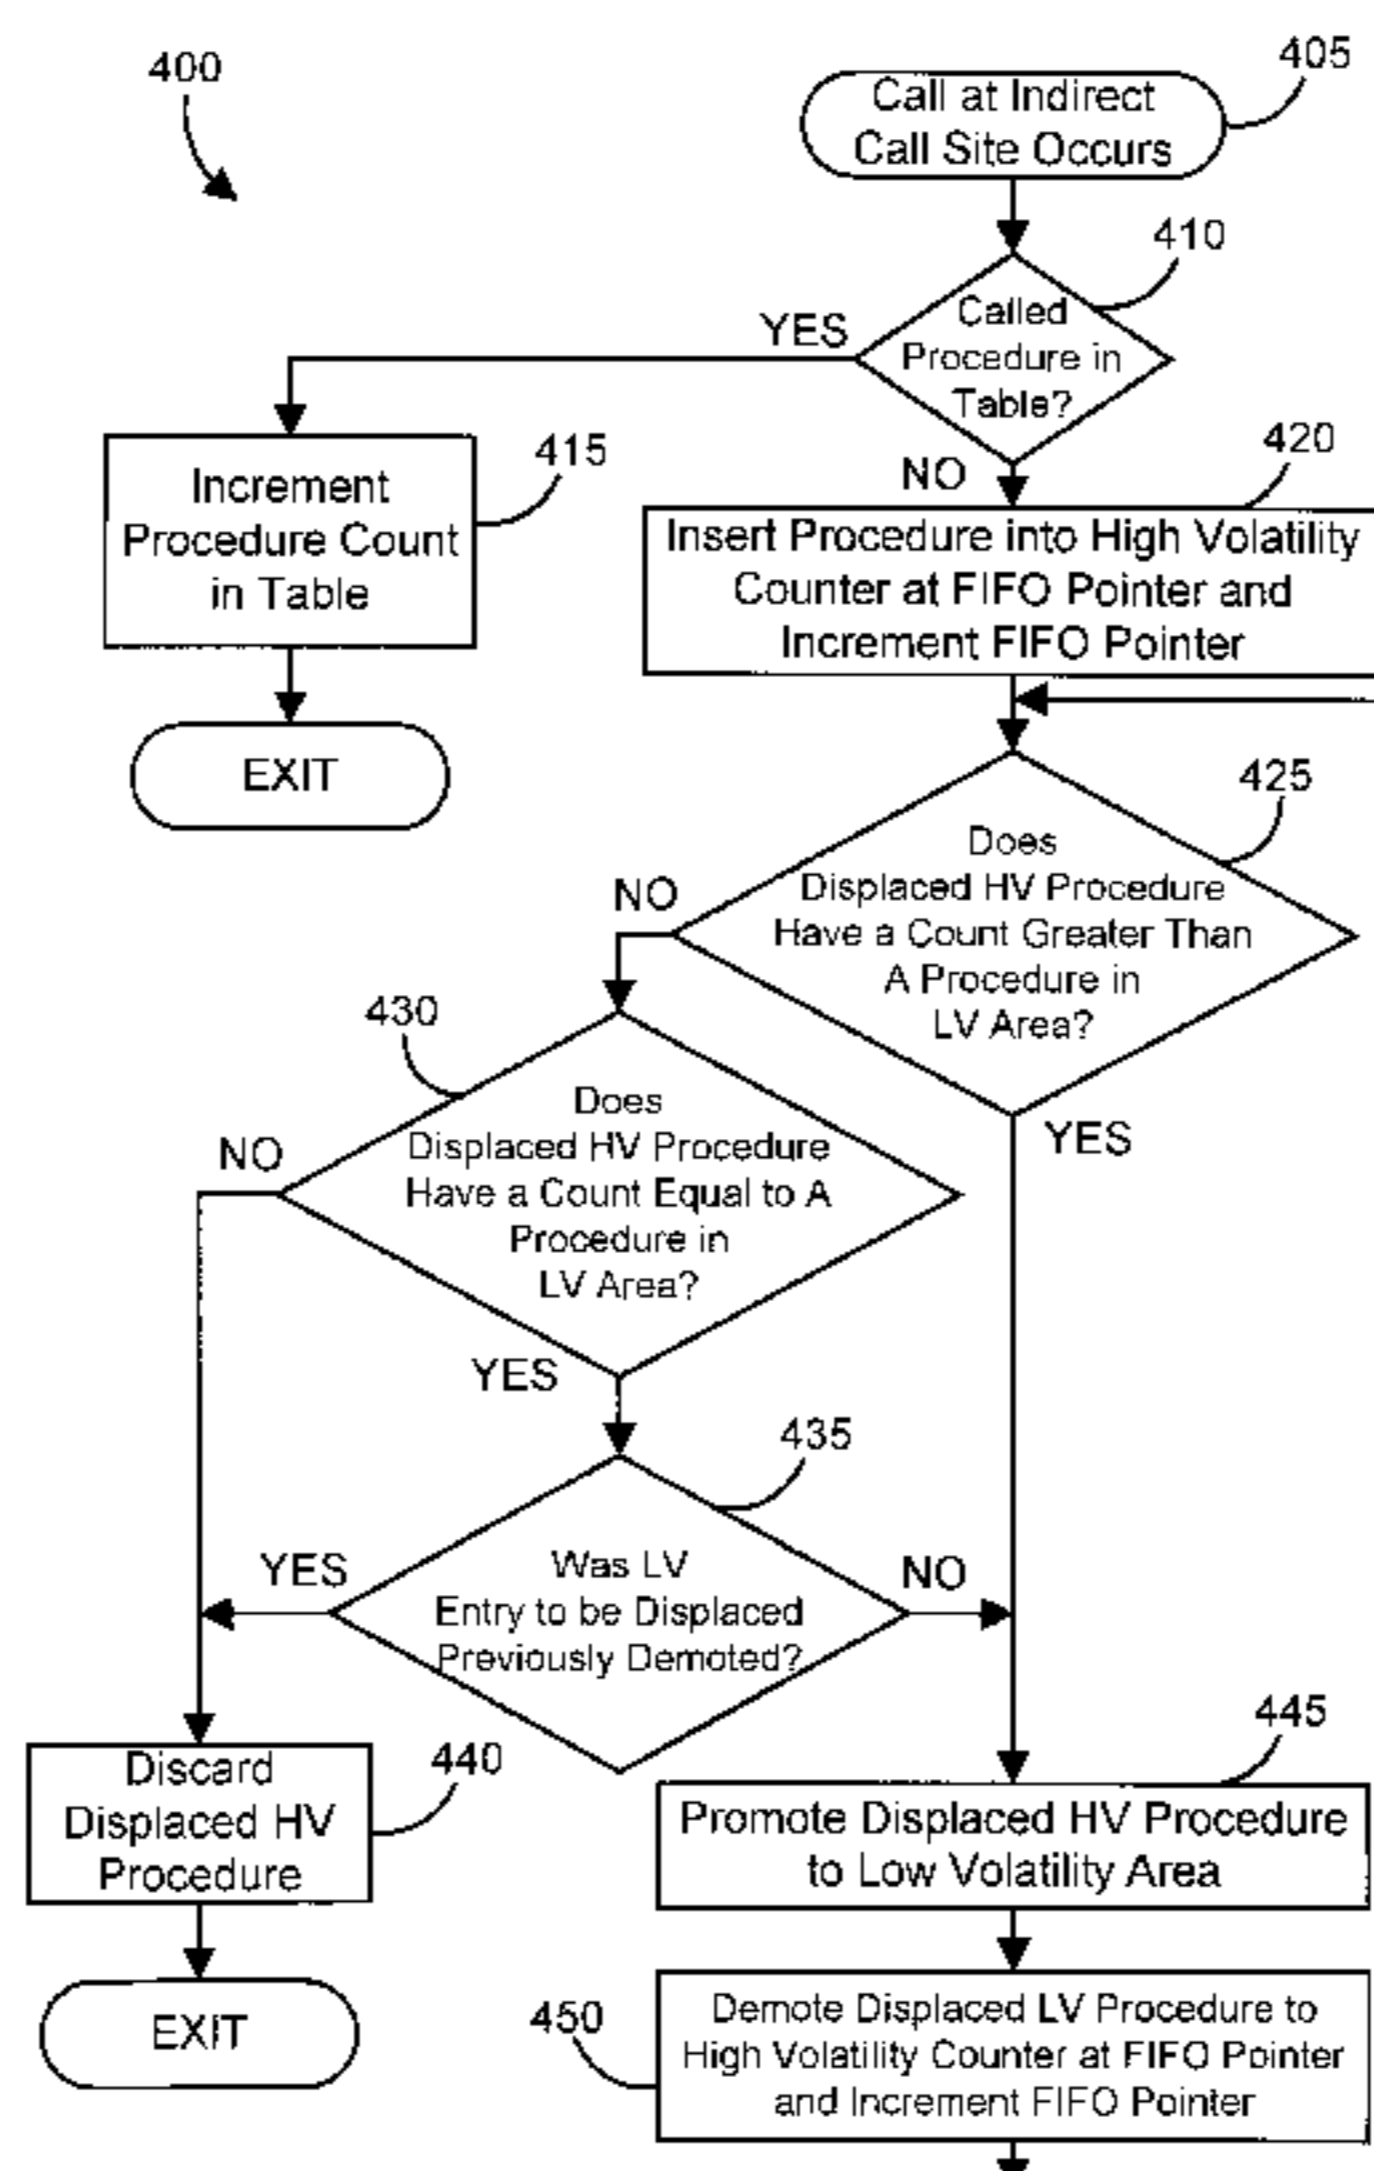 400
405
Call at Indirect
Call Site Occurs
410
YES
Called
Procedure in
Table?
NO
415
Increment
Procedure Count
in Table
EXIT
420
Insert Procedure into High Volatility
Counter at FIFO Pointer and
Increment FIFO Pointer
425
Does
Displaced HV Procedure
Have a Count Greater Than
A Procedure in
LV Area?
NO
YES
430
Does
Displaced HV Procedure
Have a Count Equal to A
Procedure in
LV Area?
NO
YES
435
Was LV
Entry to be Displaced
Previously Demoted?
YES
NO
440
Discard
Displaced HV
Procedure
EXIT
445
Promote Displaced HV Procedure
to Low Volatility Area
450
Demote Displaced LV Procedure to
High Volatility Counter at FIFO Pointer
and Increment FIFO Pointer